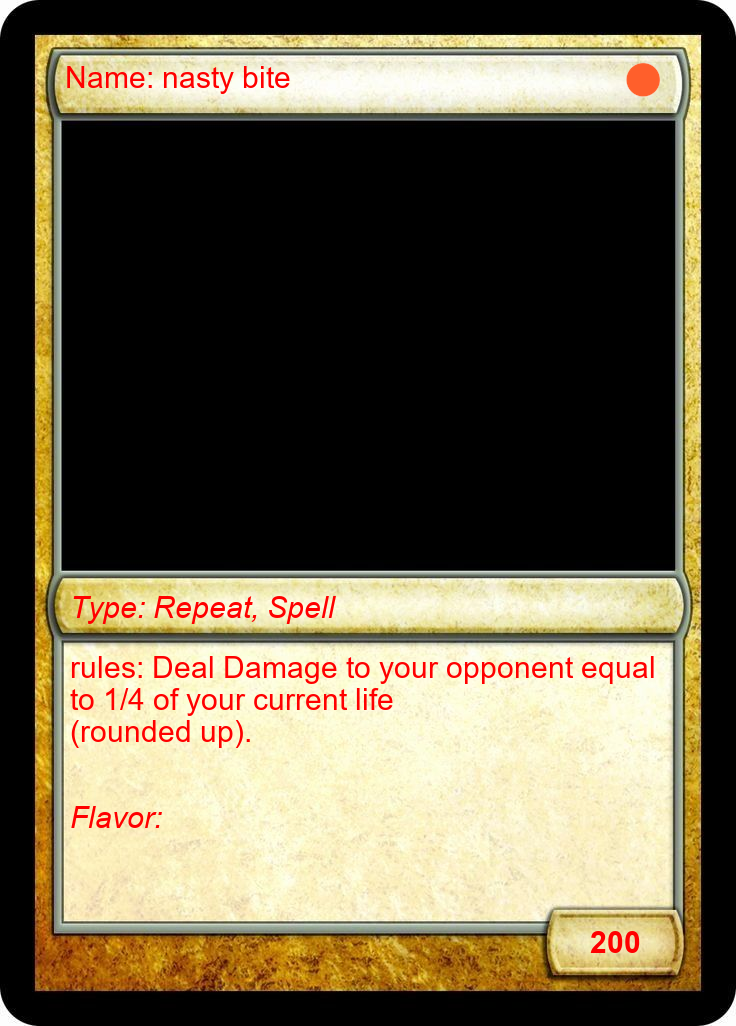 Name: nasty bite
Type: Repeat, Spell
rules: Deal Damage to your opponent equal
to 1/4 of your current life
(rounded up).
Flavor:
200